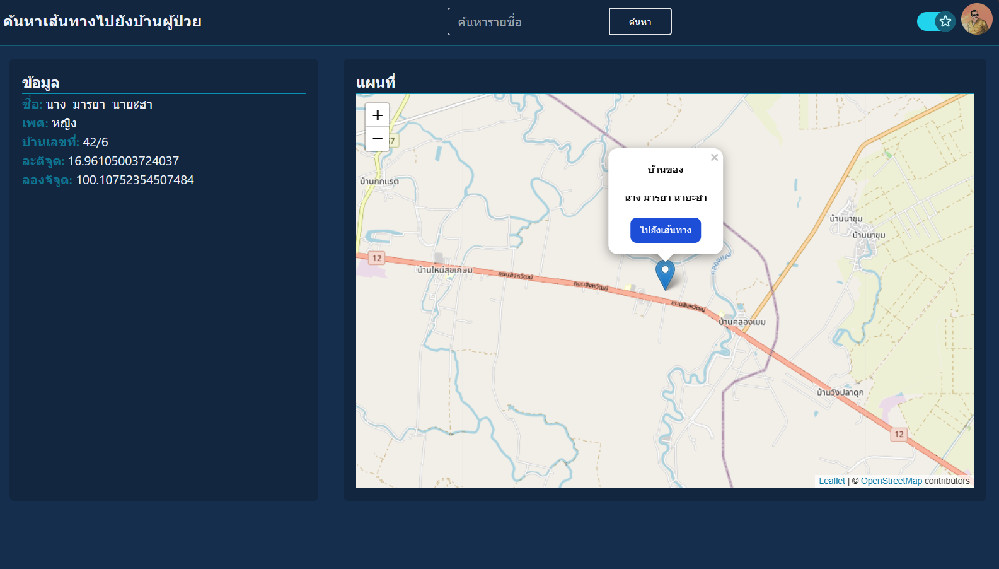 ค้นหาเส้นทางไปยังบ้านผู้ป่วย
ค้นหารายชื่อ
ค้นหา
ข้อมูล
ชื่อ: นาง มารยา นายะฮา
เพศ: หญิง
บ้านเลขที่: 42/6
ละติจูด: 16.96105003724037
ลองจิจูด: 100.10752354507484
แผนที่
+
−
57
บ้านกกแรต
×
บ้านของ
นาง มารยา นายะฮา
ไปยังเส้นทาง
บ้านนาขุม
บ้านนาขุม
12
บ้านใหม่สุขเกษม
ถนนสิงหวัฒน์
ถนนสิงหวัฒน์
ถนนสิงหวัฒน์
คลองเมม
บ้านคลองเมม
บ้านวังปลาดุก
12
Leaflet | © OpenStreetMap contributors